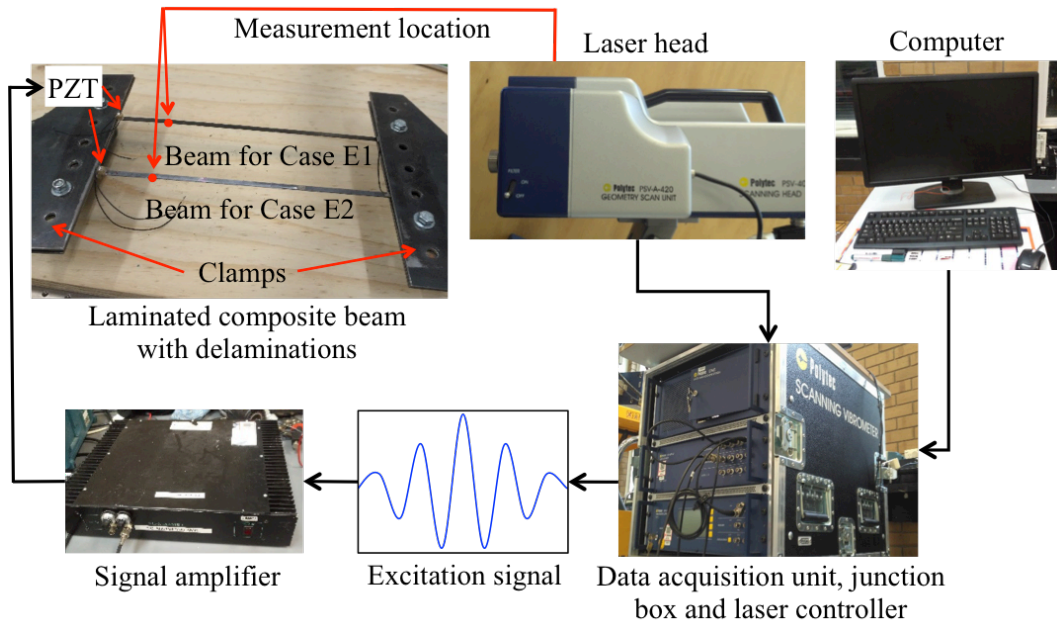 Measurement location
Laser head
Computer
PZT
Beam for Case E1
Beam for Case E2
Clamps
Laminated composite beam
with delaminations
Polytec PSV-A-420
GEOMETRY SCAN UNIT
Polytec PSV-40
SCANNING HEAD
Polytec
SCANNING VIBROMETER
Signal amplifier
Excitation signal
Data acquisition unit, junction
box and laser controller